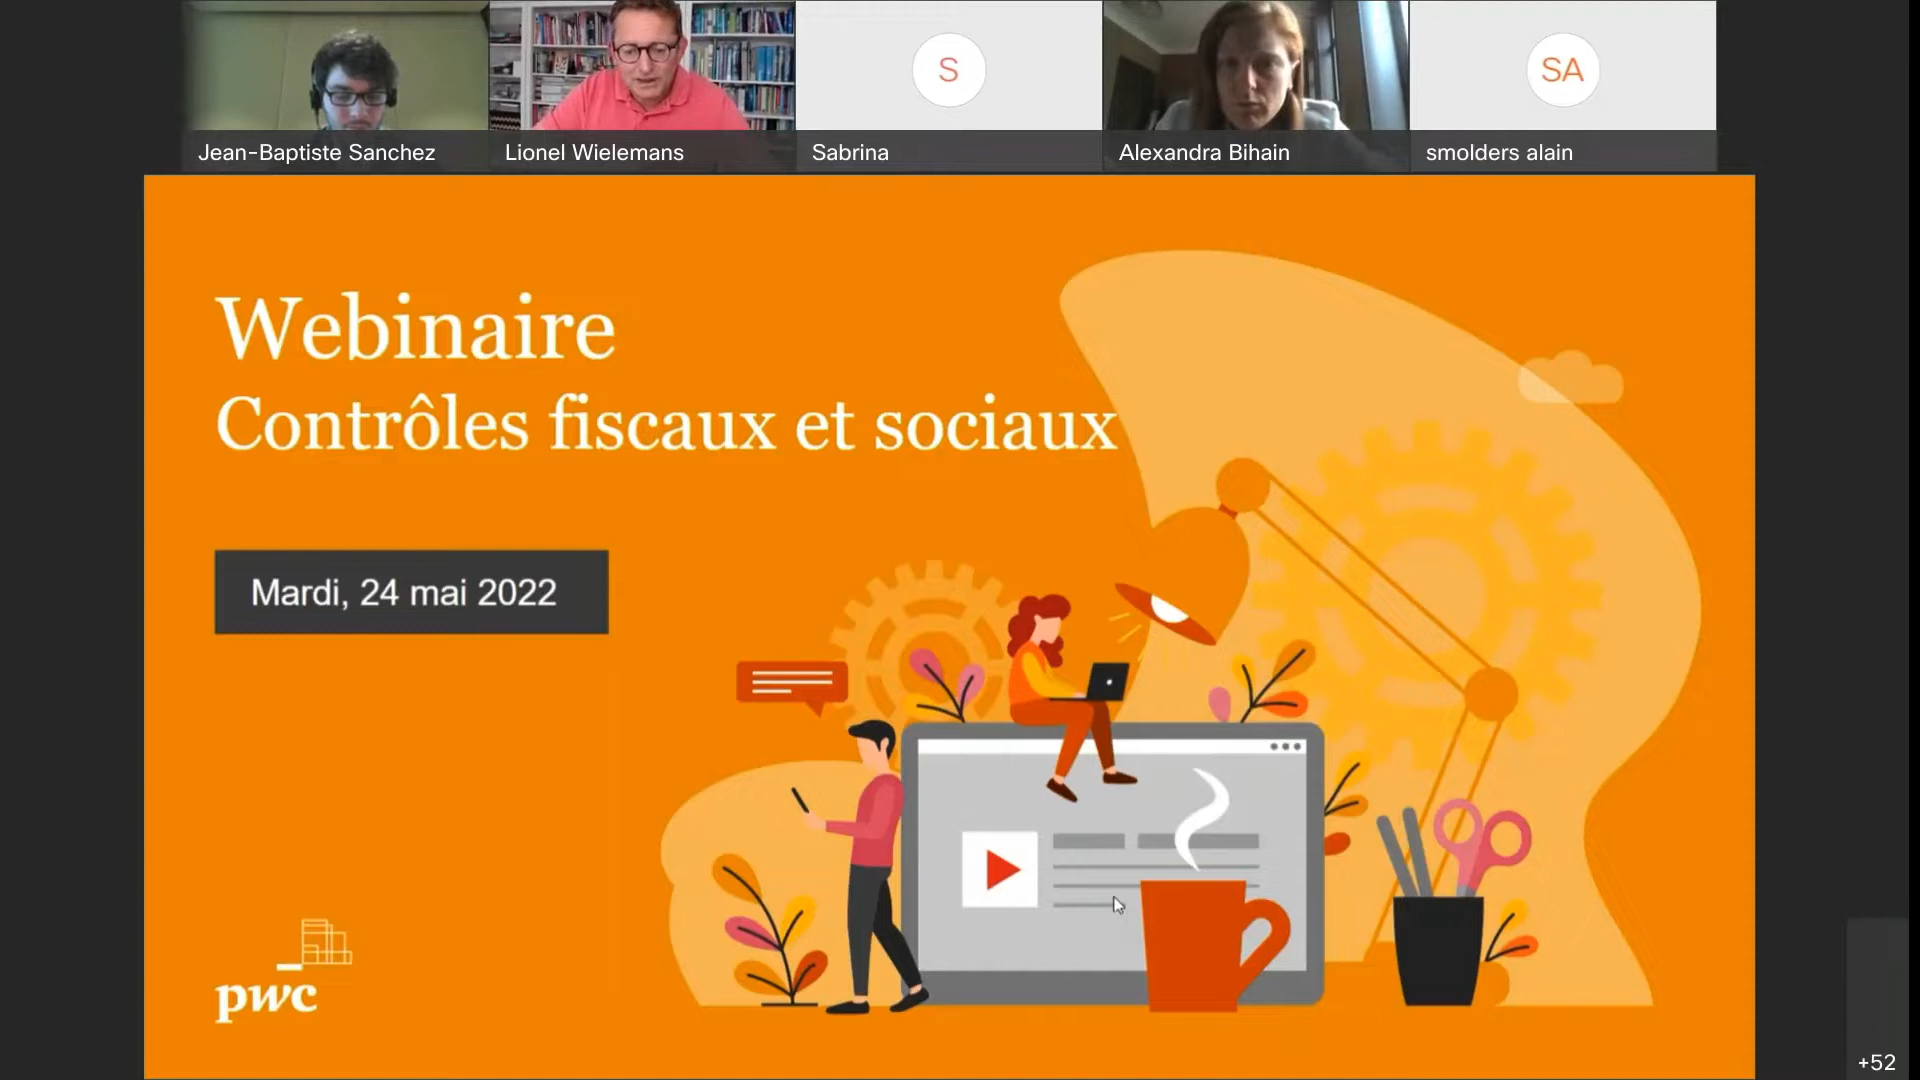 Jean-Baptiste Sanchez
Lionel Wielemans
S
Sabrina
Alexandra Bihain
SA
smolders alain
Webinaire
Contrôles fiscaux et sociaux
Mardi, 24 mai 2022
pwc
+52